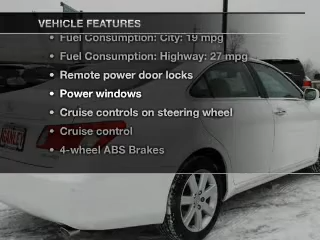 VEHICLE FEATURES
• Fuel Consumption: City: 19 mpg
• Fuel Consumption: Highway: 27 mpg
• Remote power door locks
• Power windows
• Cruise controls on steering wheel
• Cruise control
• 4-wheel ABS Brakes